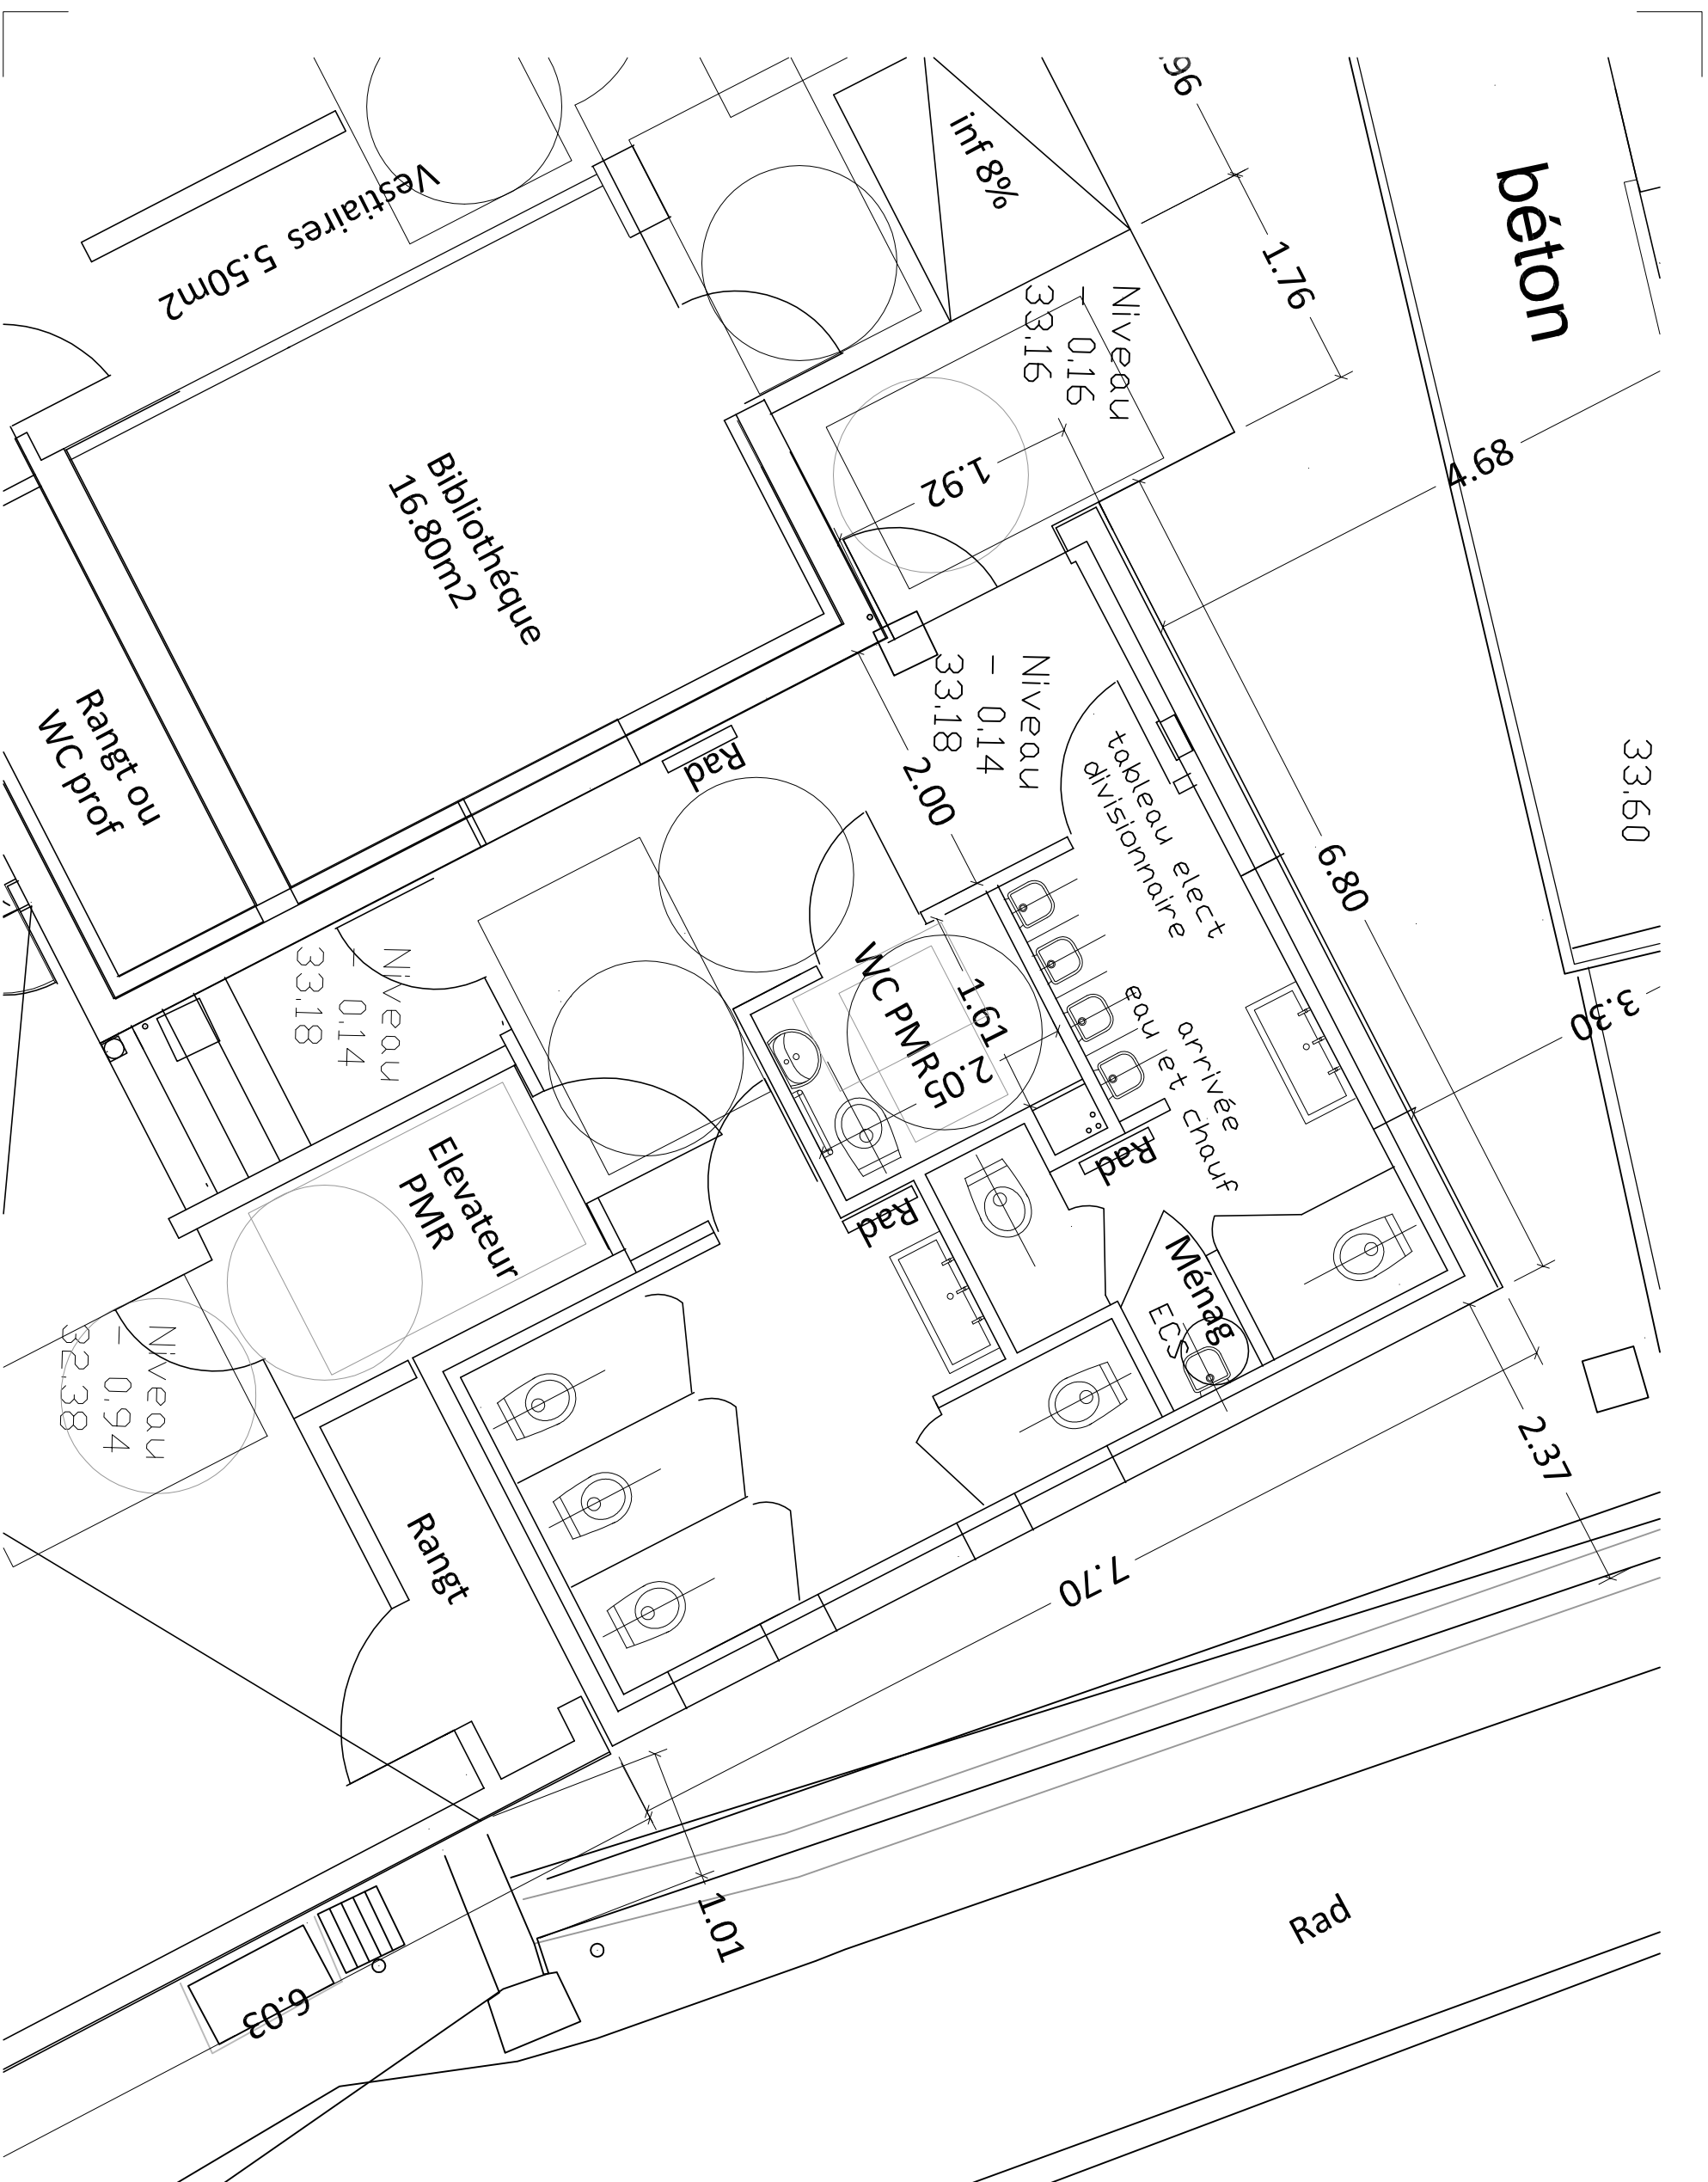 .96
inf 8%
béton
Vestiaires 5.50m2
1.76
Niveau
- 0.16
33.16
4.68
1.92
Bibliothéque
16.80m2
Niveau
- 0.14
33.18
Rangt ou
WC prof
Rad
2.00
tableau elect
divisionnaire
33.60
6.80
Niveau
- 0.14
33.18
WC PMR
1.61
2.05
eau et chauf
arrivée
3.30
Elevateur
PMR
Rad
Rad
Ménag
ECS
Niveau
- 0.94
32.38
2.37
Rangt
7.70
1.01
Rad
6.03